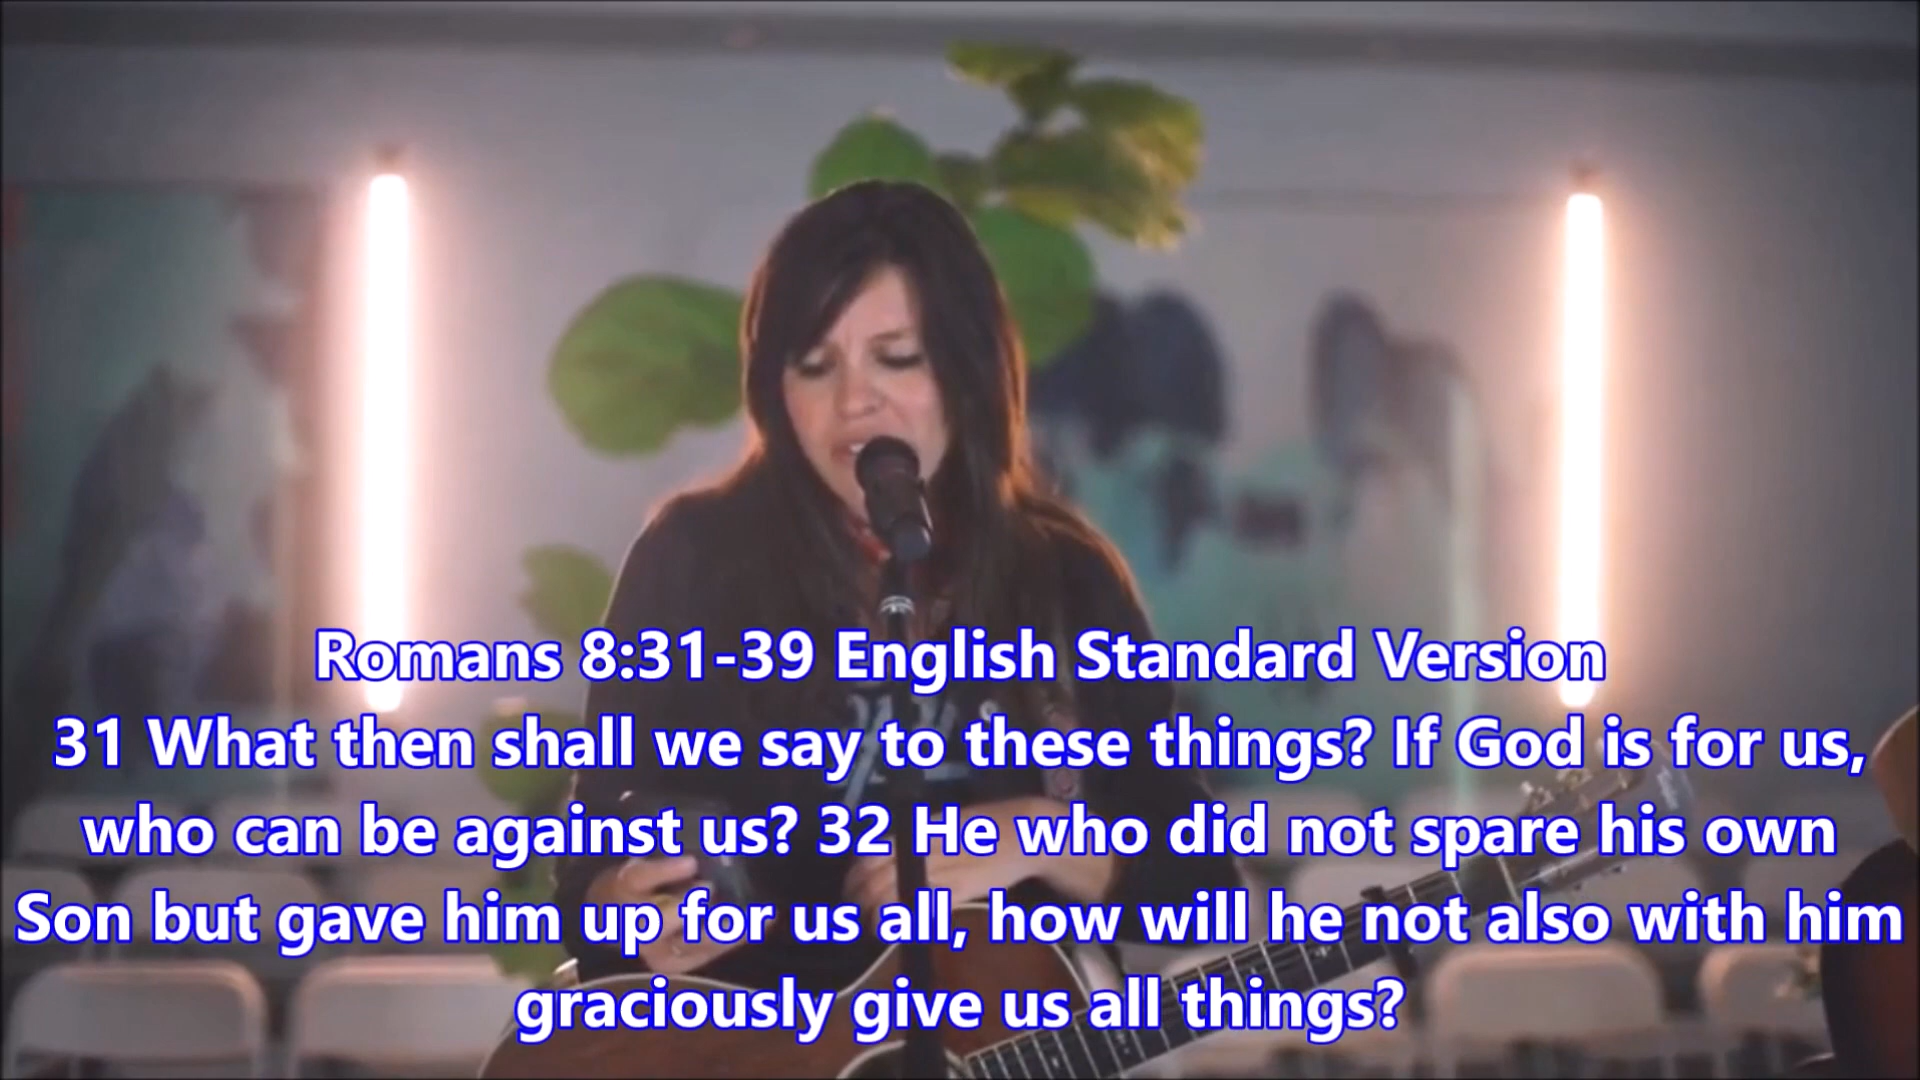 Romans 8:31-39 English Standard Version
31 What then shall we say to these things? If God is for us,
who can be against us? 32 He who did not spare his own
Son but gave him up for us all, how will he not also with him
graciously give us all things?